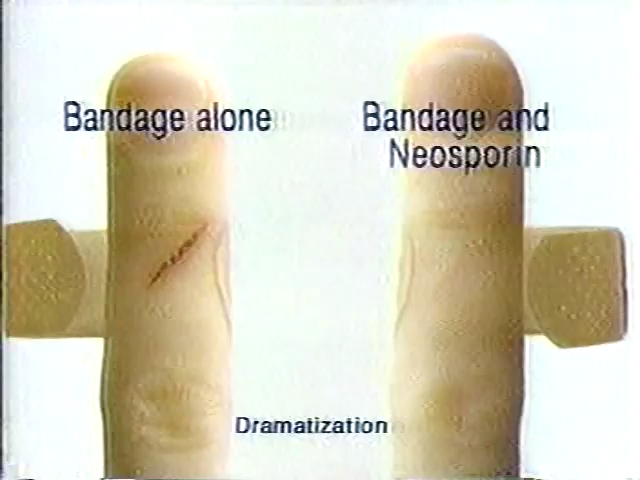 Bandage alone
Bandage and
Neosporin
Dramatization